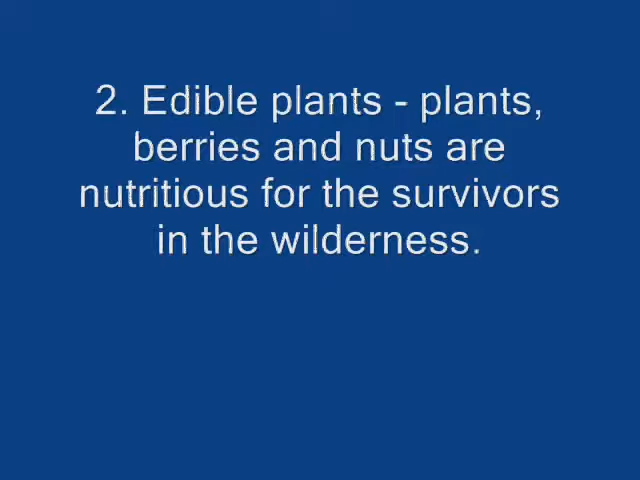 2. Edible plants - plants,
berries and nuts are
nutritious for the survivors
in the wilderness.